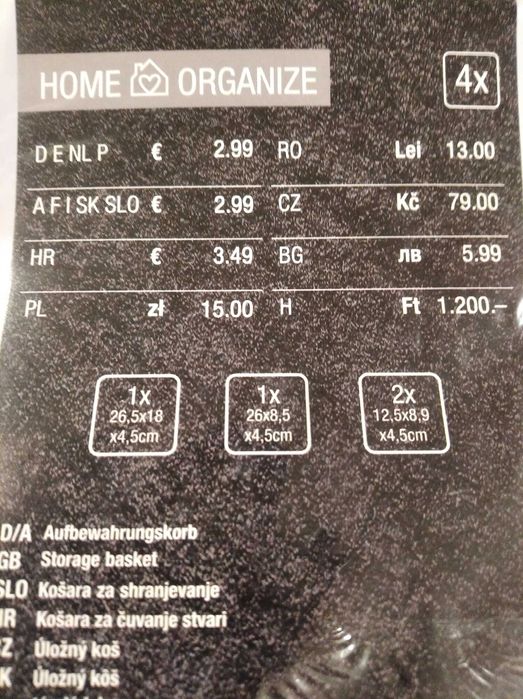 HOME ORGANIZE
4x
D E NL P € 2.99 RO Lei 13.00
A F I SK SLO € 2.99 CZ Kč 79.00
HR € 3.49 BG лв 5.99
PL zł 15.00 H Ft 1.200.–
1x
26,5x18
x4,5cm
1x
26x8,5
x4,5cm
2x
12,5x8,9
x4,5cm
D/A Aufbewahrungskorb
GB Storage basket
SLO Košara za shranjevanje
HR Košara za čuvanje stvari
CZ Úložný koš
K Úložný kôš